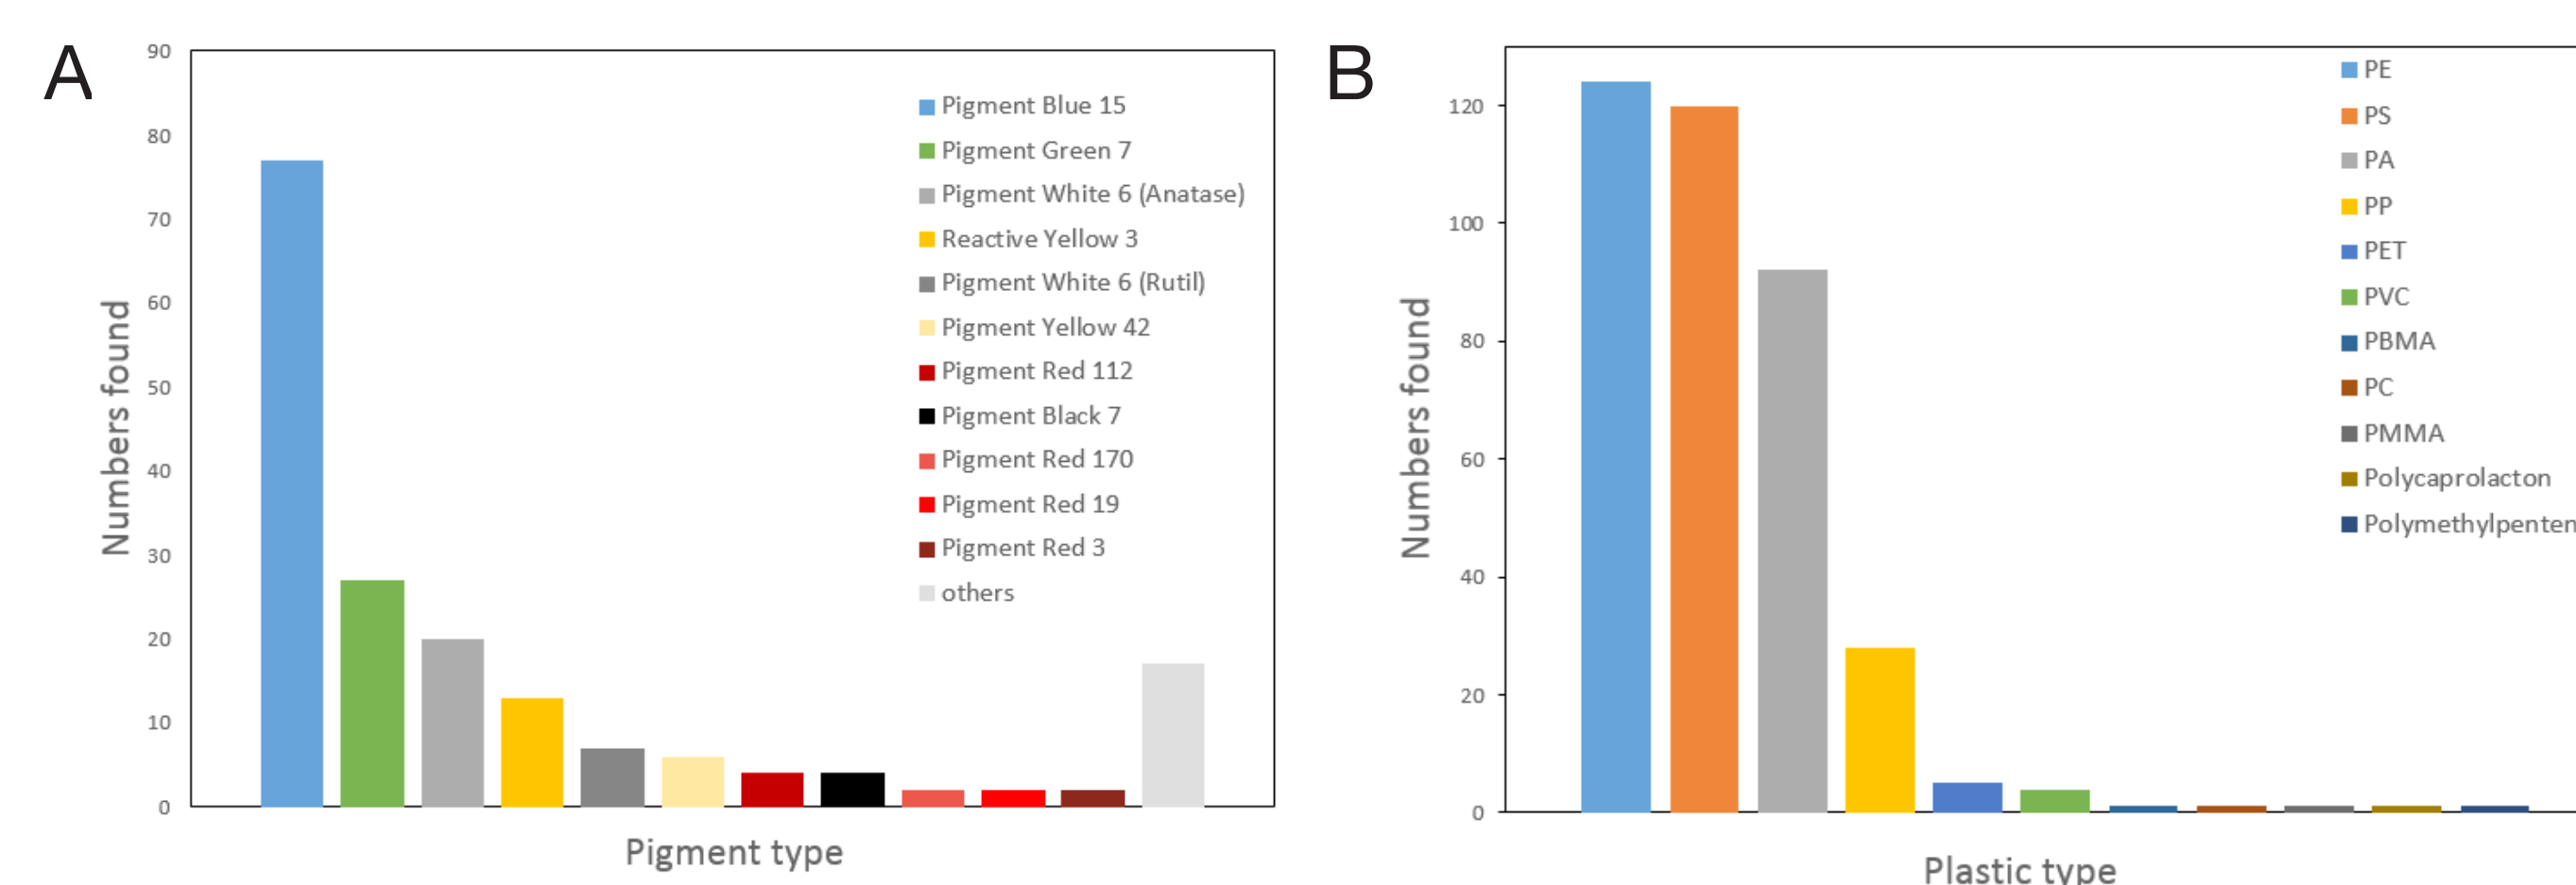 A
90
80
70
60
50
40
30
20
10
0
Numbers found
Pigment Blue 15
Pigment Green 7
Pigment White 6 (Anatase)
Reactive Yellow 3
Pigment White 6 (Rutil)
Pigment Yellow 42
Pigment Red 112
Pigment Black 7
Pigment Red 170
Pigment Red 19
Pigment Red 3
others
Pigment type
B
120
100
80
60
40
20
0
Numbers found
PE
PS
PA
PP
PET
PVC
PBMA
PC
PMMA
Polycaprolacton
Polymethylpenten
Plastic type